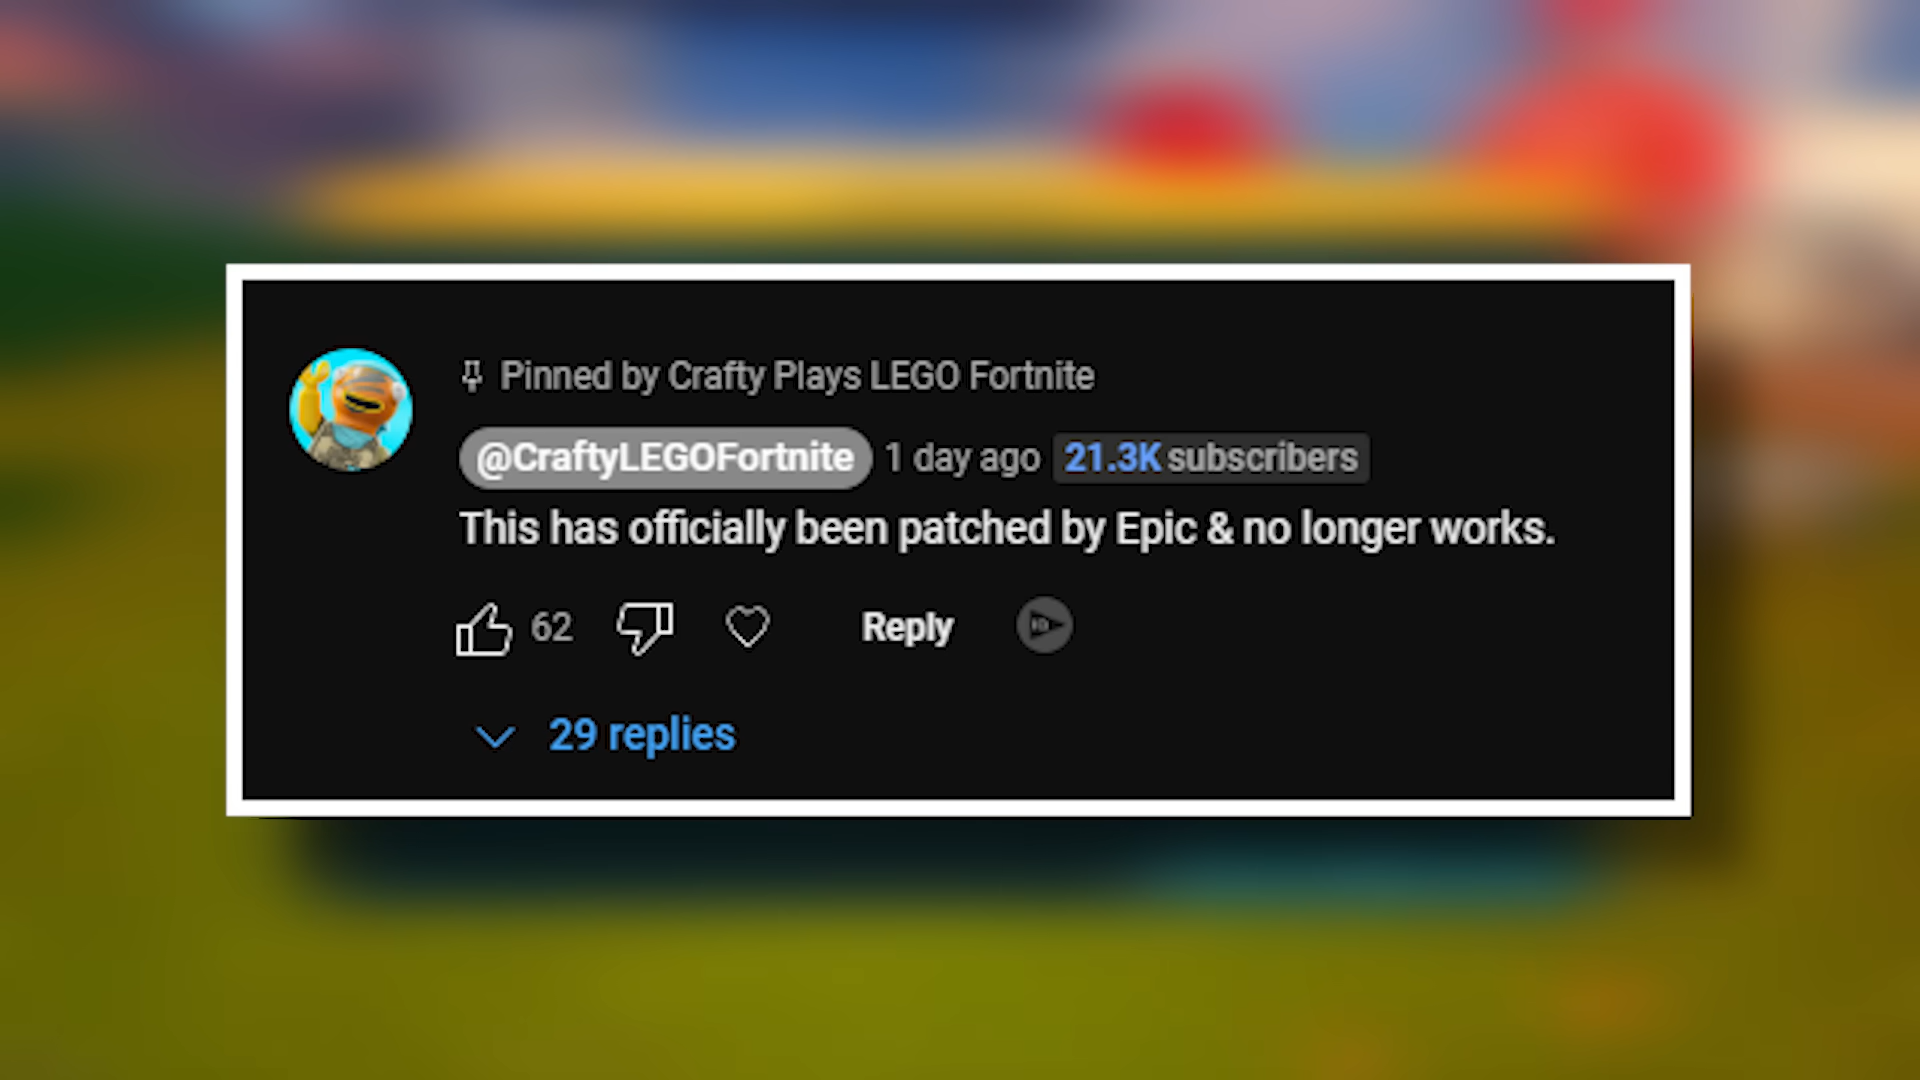 Pinned by Crafty Plays LEGO Fortnite
@CraftyLEGOFortnite 1 day ago 21.3K subscribers
This has officially been patched by Epic & no longer works.
62 Reply
29 replies